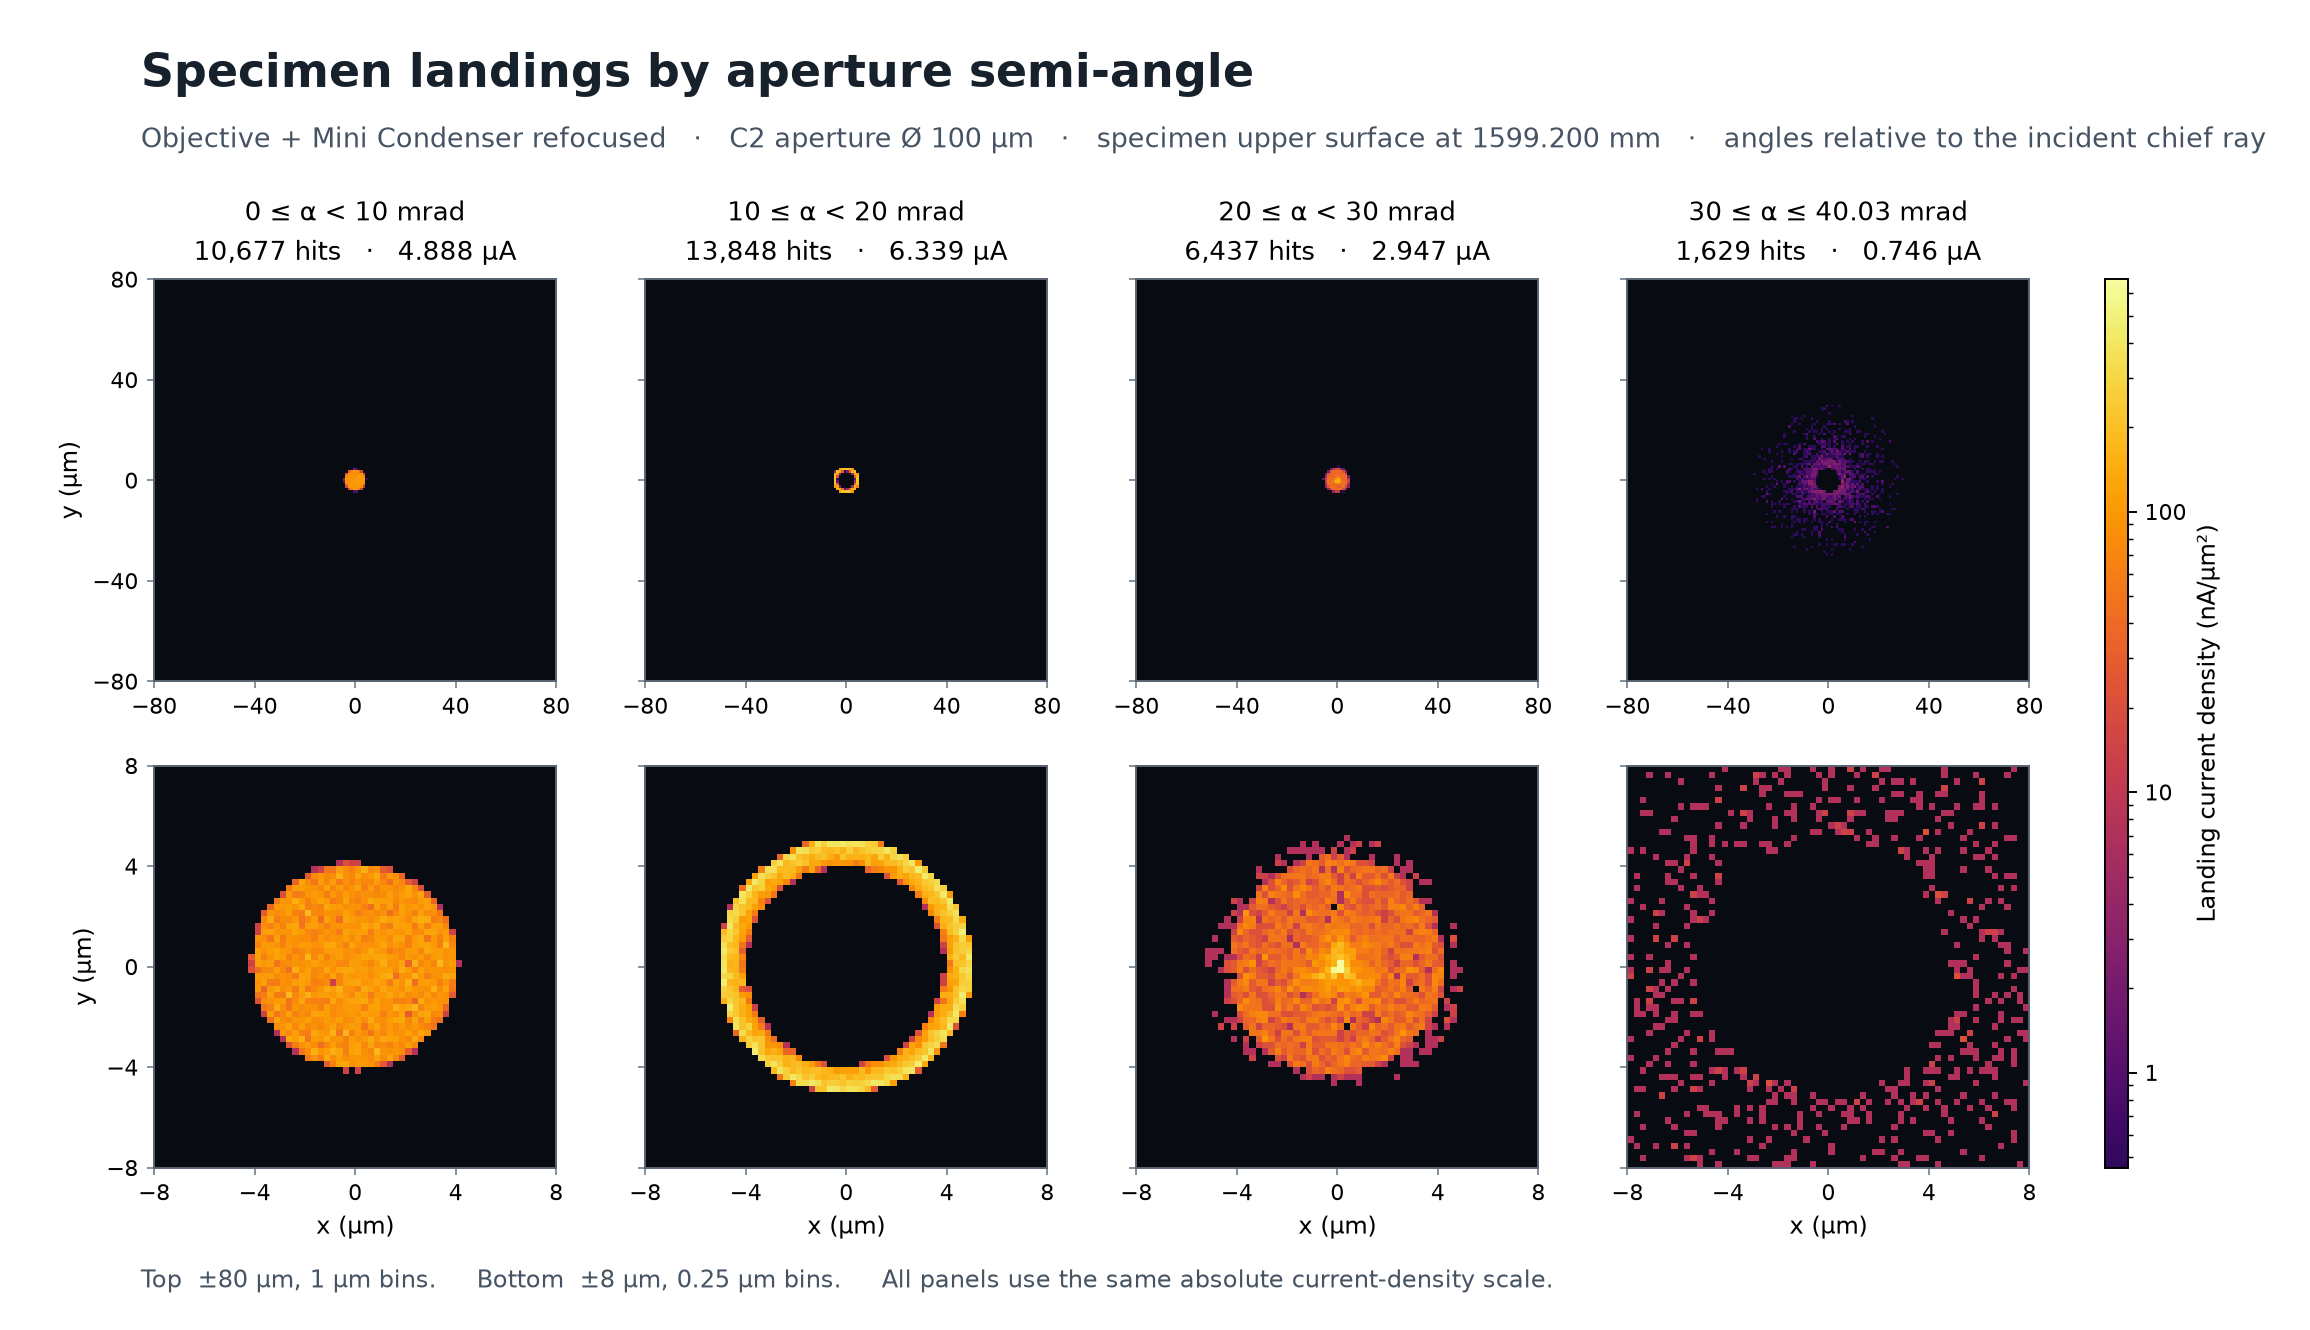 Specimen landings by aperture semi-angle
Objective + Mini Condenser refocused · C2 aperture Ø 100 µm · specimen upper surface at 1599.200 mm · angles relative to the incident chief ray
0 ≤ α < 10 mrad
10,677 hits · 4.888 µA
10 ≤ α < 20 mrad
13,848 hits · 6.339 µA
20 ≤ α < 30 mrad
6,437 hits · 2.947 µA
30 ≤ α ≤ 40.03 mrad
1,629 hits · 0.746 µA
y (µm)
80
40
0
−40
−80
−80 −40 0 40 80
−80 −40 0 40 80
−80 −40 0 40 80
−80 −40 0 40 80
y (µm)
8
4
0
−4
−8
−8 −4 0 4 8
x (µm)
−8 −4 0 4 8
x (µm)
−8 −4 0 4 8
x (µm)
−8 −4 0 4 8
x (µm)
100
10
1
Landing current density (nA/µm²)
Top ±80 µm, 1 µm bins. Bottom ±8 µm, 0.25 µm bins. All panels use the same absolute current-density scale.